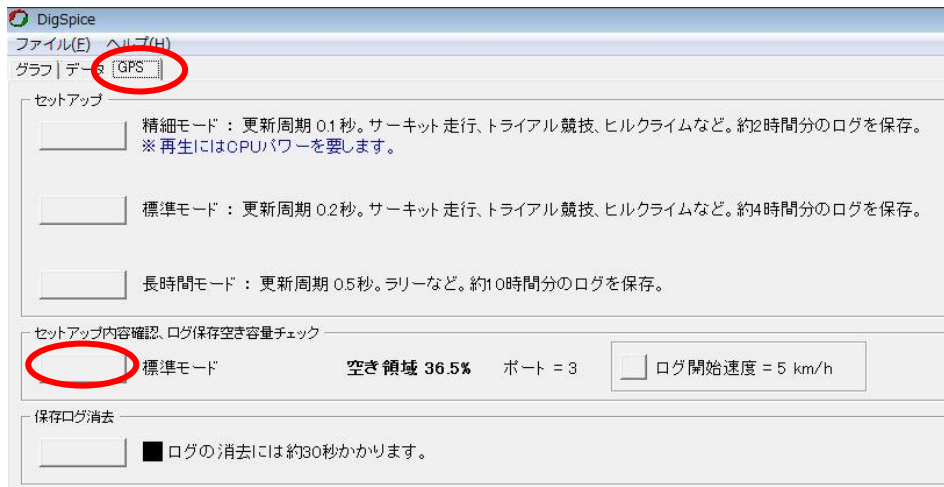 DigSpice
ファイル(F) ヘルプ(H)
グラフ データ GPS
セットアップ
精細モード : 更新周期 0.1秒。サーキット走行、トライアル競技、ヒルクライムなど。約2時間分のログを保存。
※再生にはCPUパワーを要します。
標準モード : 更新周期 0.2秒。サーキット走行、トライアル競技、ヒルクライムなど。約4時間分のログを保存。
長時間モード : 更新周期 0.5秒。ラリーなど。約10時間分のログを保存。
セットアップ内容確認、ログ保存空き容量チェック
標準モード 空き領域 36.5% ポート = 3 ログ開始速度 = 5 km/h
保存ログ消去
■ログの消去には約30秒かかります。